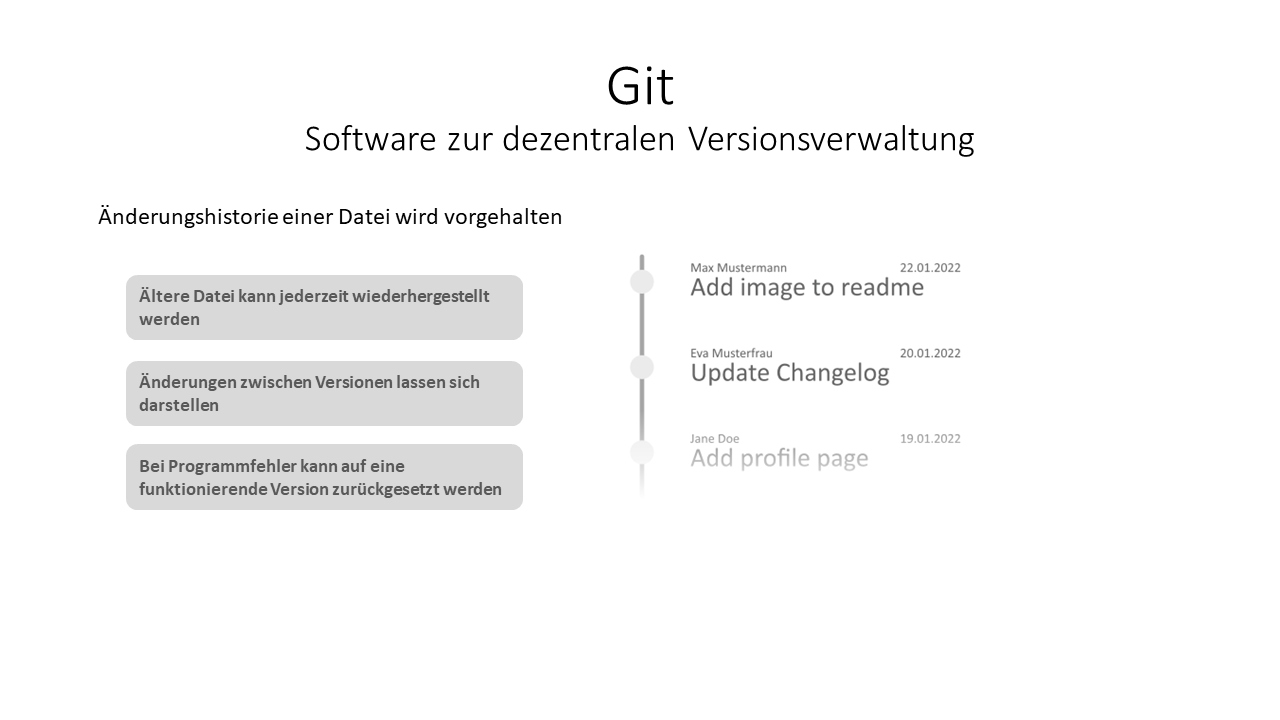 Git
Software zur dezentralen Versionsverwaltung
Änderungshistorie einer Datei wird vorgehalten
Ältere Datei kann jederzeit wiederhergestellt
werden
Änderungen zwischen Versionen lassen sich
darstellen
Bei Programmfehler kann auf eine
funktionierende Version zurückgesetzt werden
Max Mustermann 22.01.2022
Add image to readme
Eva Musterfrau 20.01.2022
Update Changelog
Jane Doe 19.01.2022
Add profile page